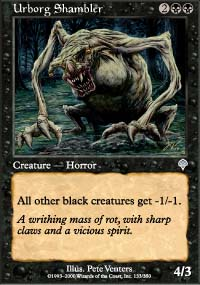 Urborg Shambler 2
Creature — Horror
All other black creatures get -1/-1.
A writhing mass of rot, with sharp
claws and a vicious spirit.
Illus. Pete Venters
©1993–2000 Wizards of the Coast, Inc. 133/350
4/3